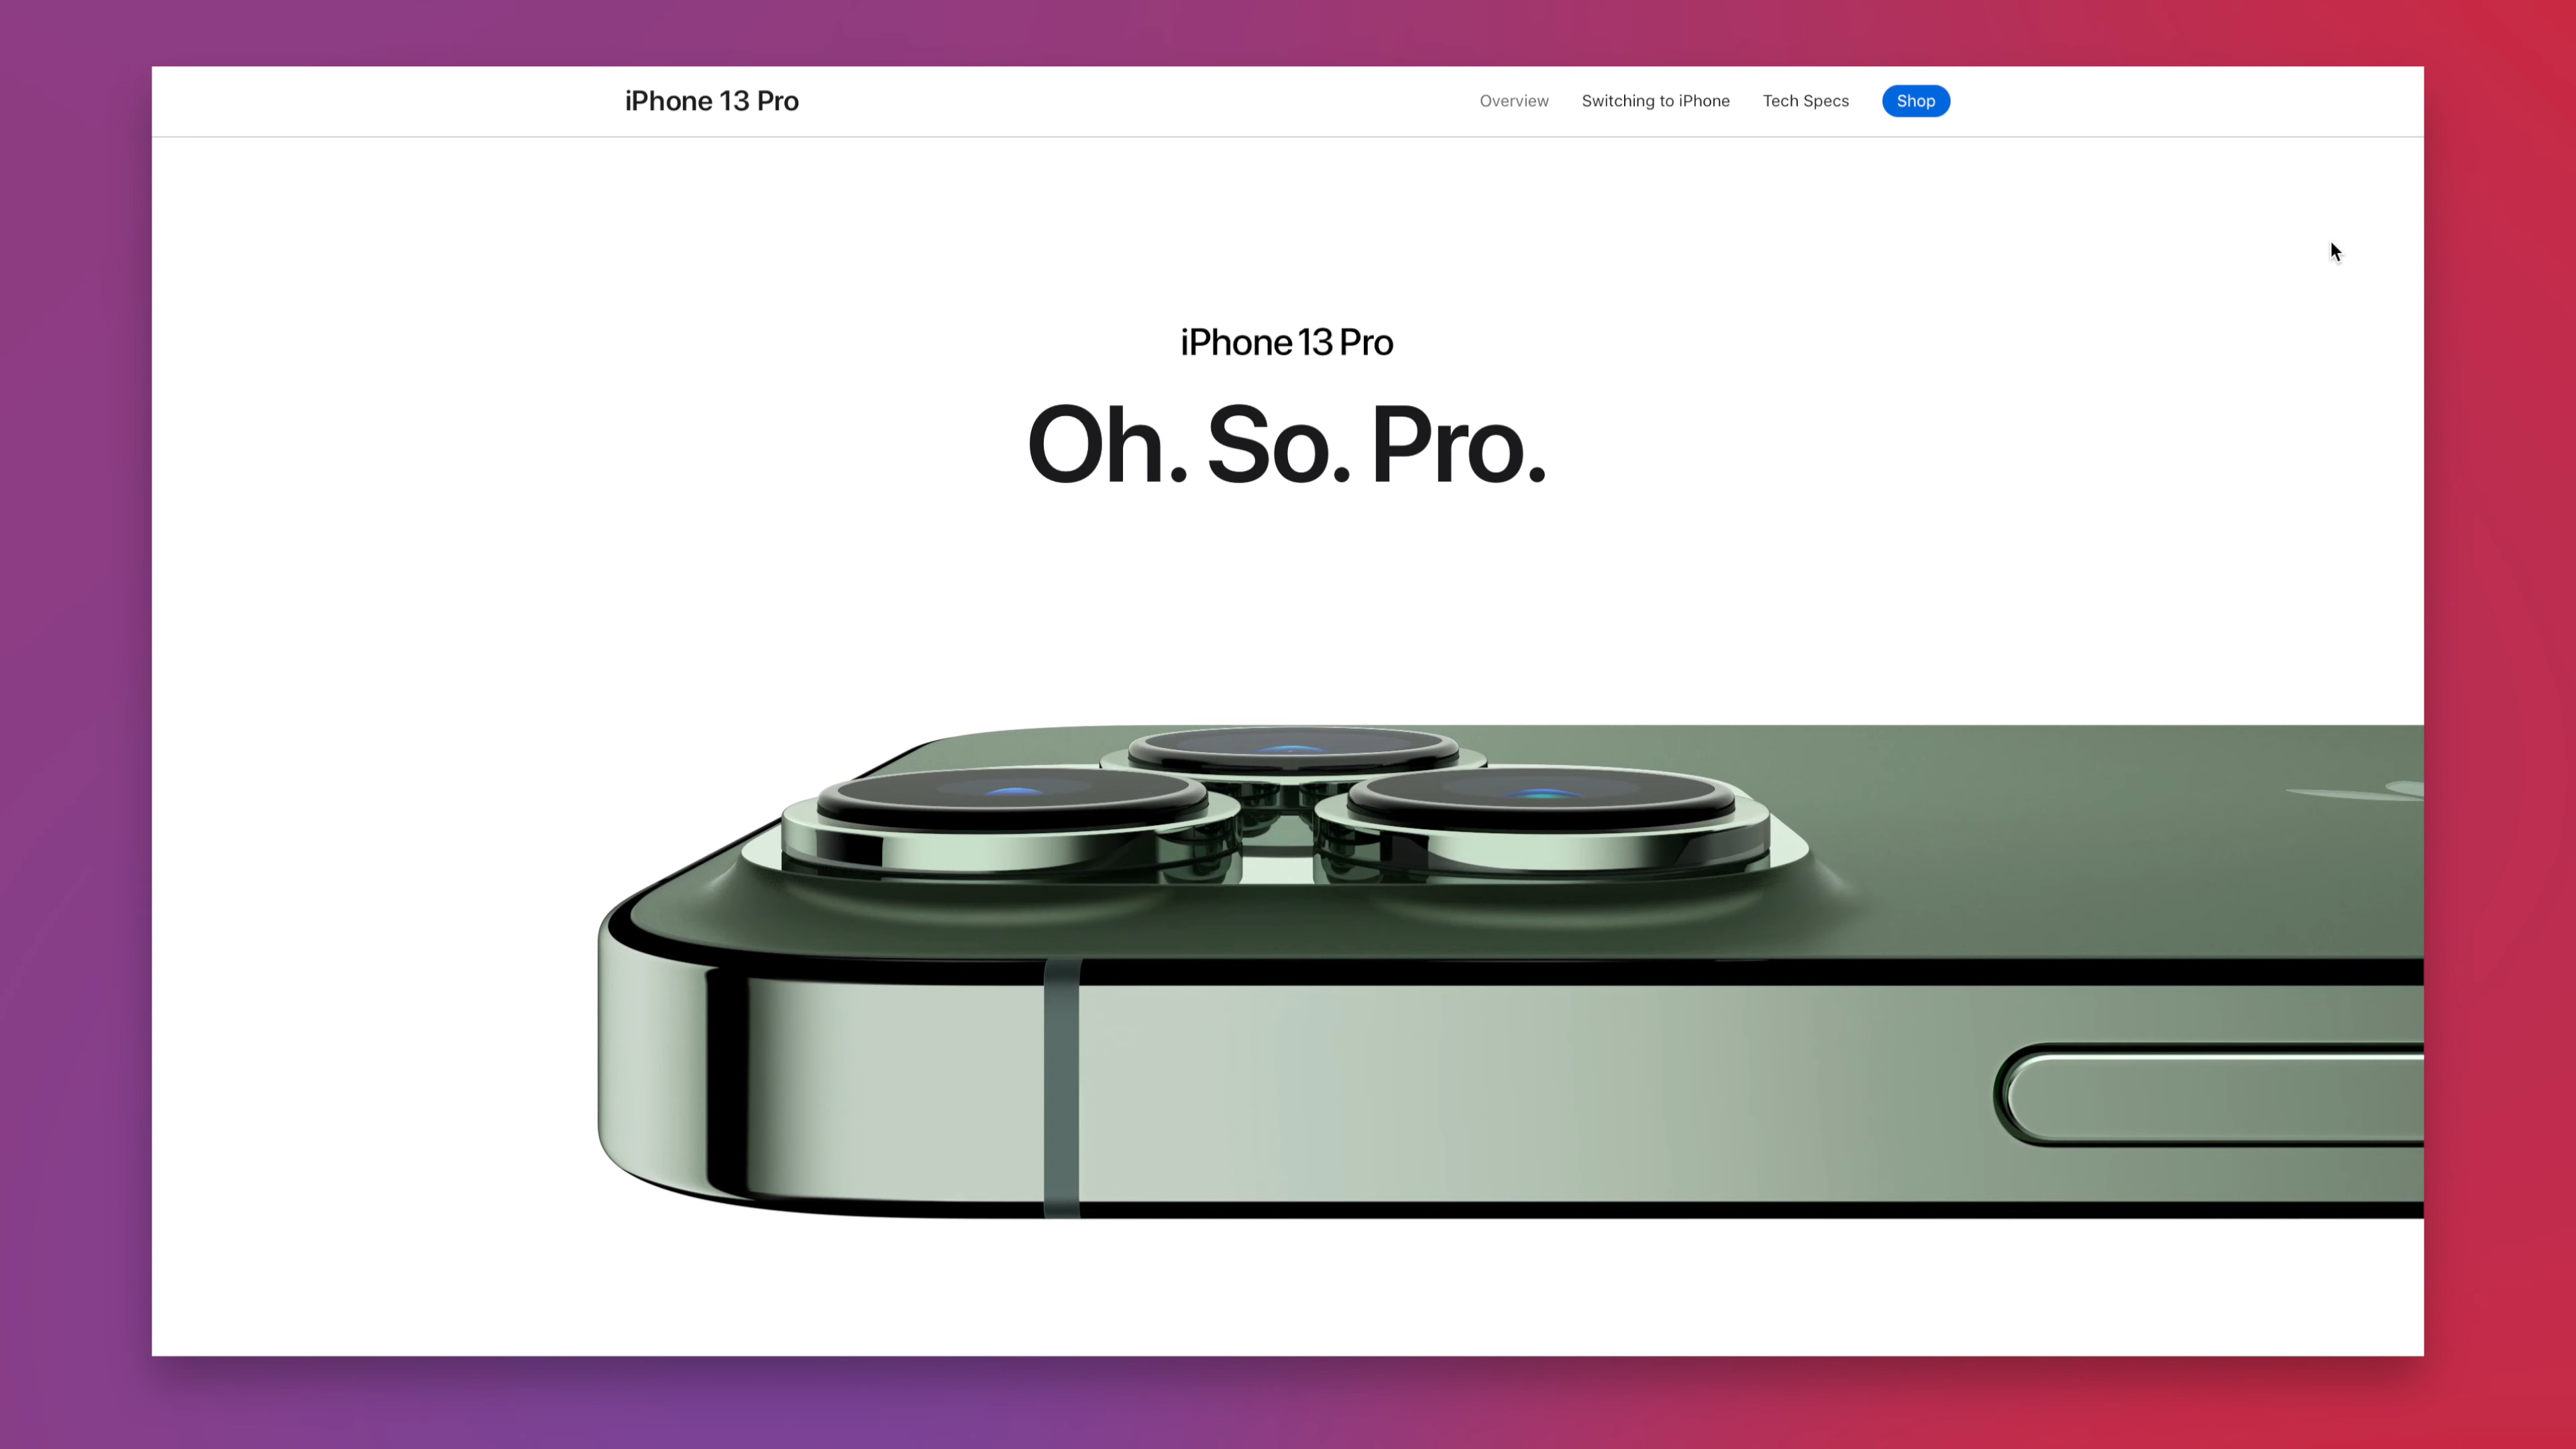 iPhone 13 Pro
Overview Switching to iPhone Tech Specs Shop
iPhone 13 Pro
Oh. So. Pro.